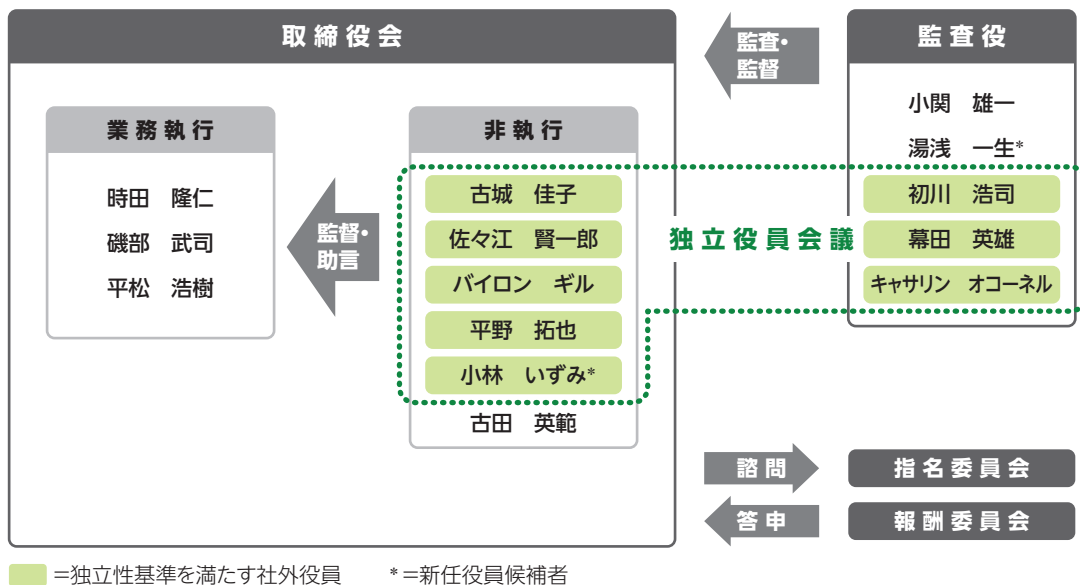 取締役会
業務執行
時田 隆仁
磯部 武司
平松 浩樹
監督・
助言
非執行
古城 佳子
佐々江 賢一郎
バイロン ギル
平野 拓也
小林 いずみ*
古田 英範
独立役員会議
監査・
監督
監査役
小関 雄一
湯浅 一生*
初川 浩司
幕田 英雄
キャサリン オコーネル
諮問
答申
指名委員会
報酬委員会
=独立性基準を満たす社外役員 *=新任役員候補者